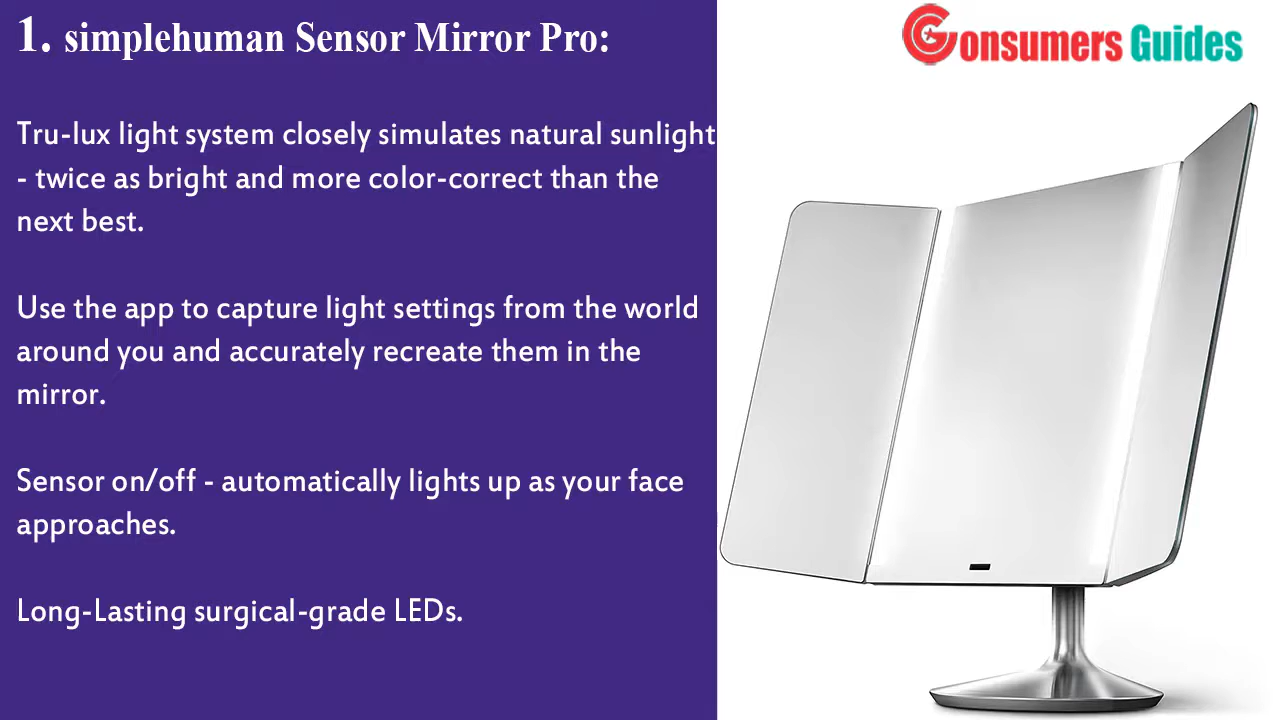 1. simplehuman Sensor Mirror Pro:
Consumers Guides
Tru-lux light system closely simulates natural sunlight
- twice as bright and more color-correct than the
next best.
Use the app to capture light settings from the world
around you and accurately recreate them in the
mirror.
Sensor on/off - automatically lights up as your face
approaches.
Long-Lasting surgical-grade LEDs.